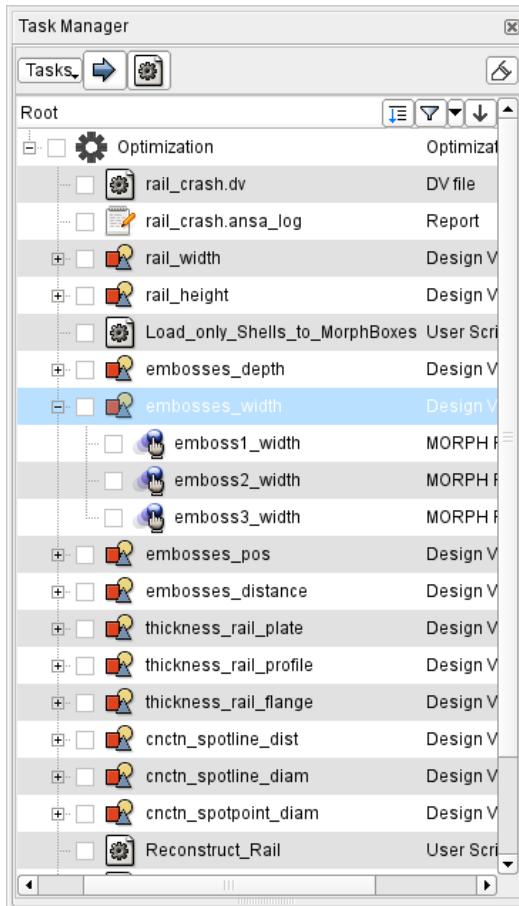 Task Manager
Tasks
Root
Optimization Optimizat
rail_crash.dv DV file
rail_crash.ansa_log Report
rail_width Design V
rail_height Design V
Load_only_Shells_to_MorphBoxes User Scri
embosses_depth Design V
embosses_width Design V
emboss1_width MORPH F
emboss2_width MORPH F
emboss3_width MORPH F
embosses_pos Design V
embosses_distance Design V
thickness_rail_plate Design V
thickness_rail_profile Design V
thickness_rail_flange Design V
cnctn_spotline_dist Design V
cnctn_spotline_diam Design V
cnctn_spotpoint_diam Design V
Reconstruct_Rail User Scri